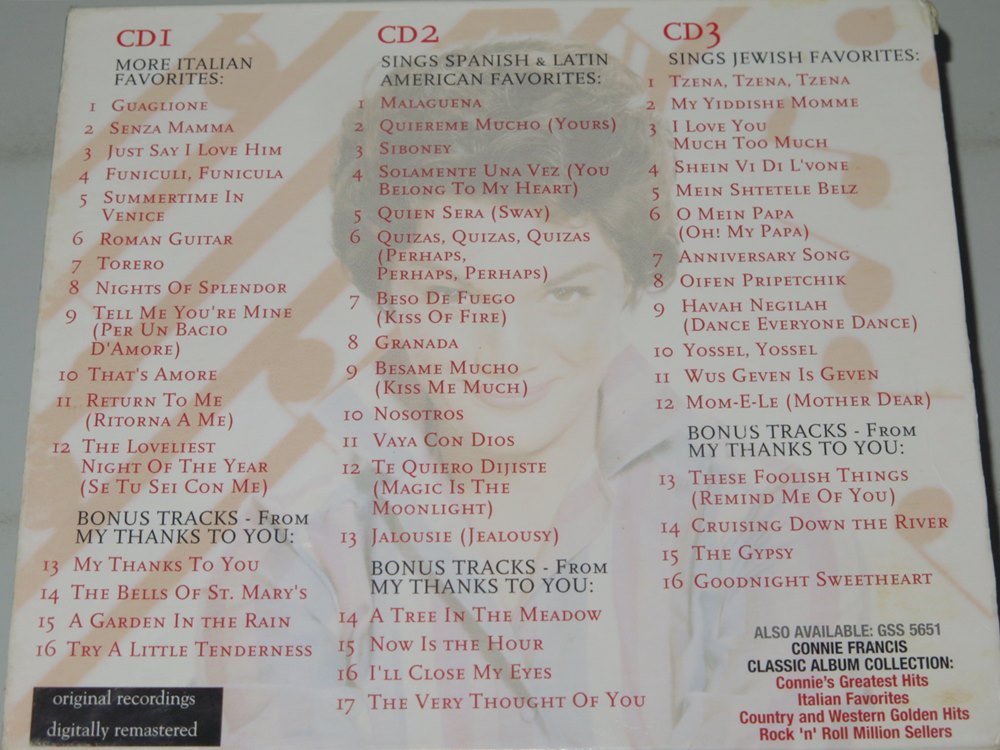 CD1
MORE ITALIAN
FAVORITES:
1 Guaglione
2 Senza Mamma
3 Just Say I Love Him
4 Funiculi, Funicula
5 Summertime In
Venice
6 Roman Guitar
7 Torero
8 Nights Of Splendor
9 Tell Me You're Mine
(Per Un Bacio
D'Amore)
10 That's Amore
11 Return To Me
(Ritorna A Me)
12 The Loveliest
Night Of The Year
(Se Tu Sei Con Me)
BONUS TRACKS - From
MY THANKS TO YOU:
13 My Thanks To You
14 The Bells Of St. Mary's
15 A Garden In the Rain
16 Try A Little Tenderness
original recordings
digitally remastered
CD2
SINGS SPANISH & LATIN
AMERICAN FAVORITES:
1 Malaguena
2 Quiereme Mucho (Yours)
3 Siboney
4 Solamente Una Vez (You
Belong To My Heart)
5 Quien Sera (Sway)
6 Quizas, Quizas, Quizas
(Perhaps,
Perhaps, Perhaps)
7 Beso De Fuego
(Kiss Of Fire)
8 Granada
9 Besame Mucho
(Kiss Me Much)
10 Nosotros
11 Vaya Con Dios
12 Te Quiero Dijiste
(Magic Is The
Moonlight)
13 Jalousie (Jealousy)
BONUS TRACKS - From
MY THANKS TO YOU:
14 A Tree In The Meadow
15 Now Is the Hour
16 I'll Close My Eyes
17 The Very Thought Of You
CD3
SINGS JEWISH FAVORITES:
1 Tzena, Tzena, Tzena
2 My Yiddishe Momme
3 I Love You
Much Too Much
4 Shein Vi Di L'vone
5 Mein Shtetele Belz
6 O Mein Papa
(Oh! My Papa)
7 Anniversary Song
8 Oifen Pripetchik
9 Havah Negilah
(Dance Everyone Dance)
10 Yossel, Yossel
11 Wus Geven Is Geven
12 Mom-E-Le (Mother Dear)
BONUS TRACKS - From
MY THANKS TO YOU:
13 These Foolish Things
(Remind Me Of You)
14 Cruising Down the River
15 The Gypsy
16 Goodnight Sweetheart
ALSO AVAILABLE: GSS 5651
CONNIE FRANCIS
CLASSIC ALBUM COLLECTION:
Connie's Greatest Hits
Italian Favorites
Country and Western Golden Hits
Rock 'n' Roll Million Sellers